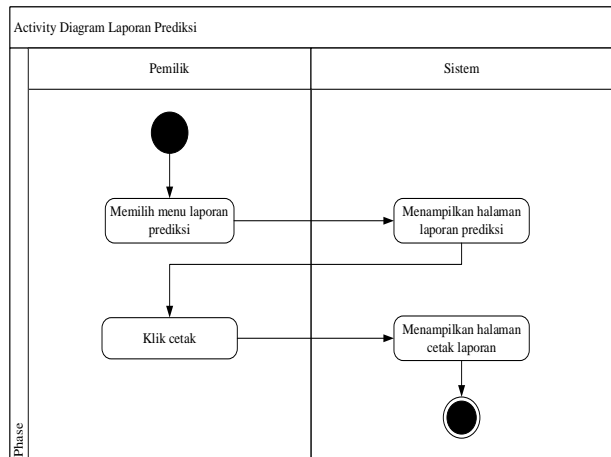 Activity Diagram Laporan Prediksi
Pemilik
Sistem
Memilih menu laporan
prediksi
Menampilkan halaman
laporan prediksi
Klik cetak
Menampilkan halaman
cetak laporan
Phase